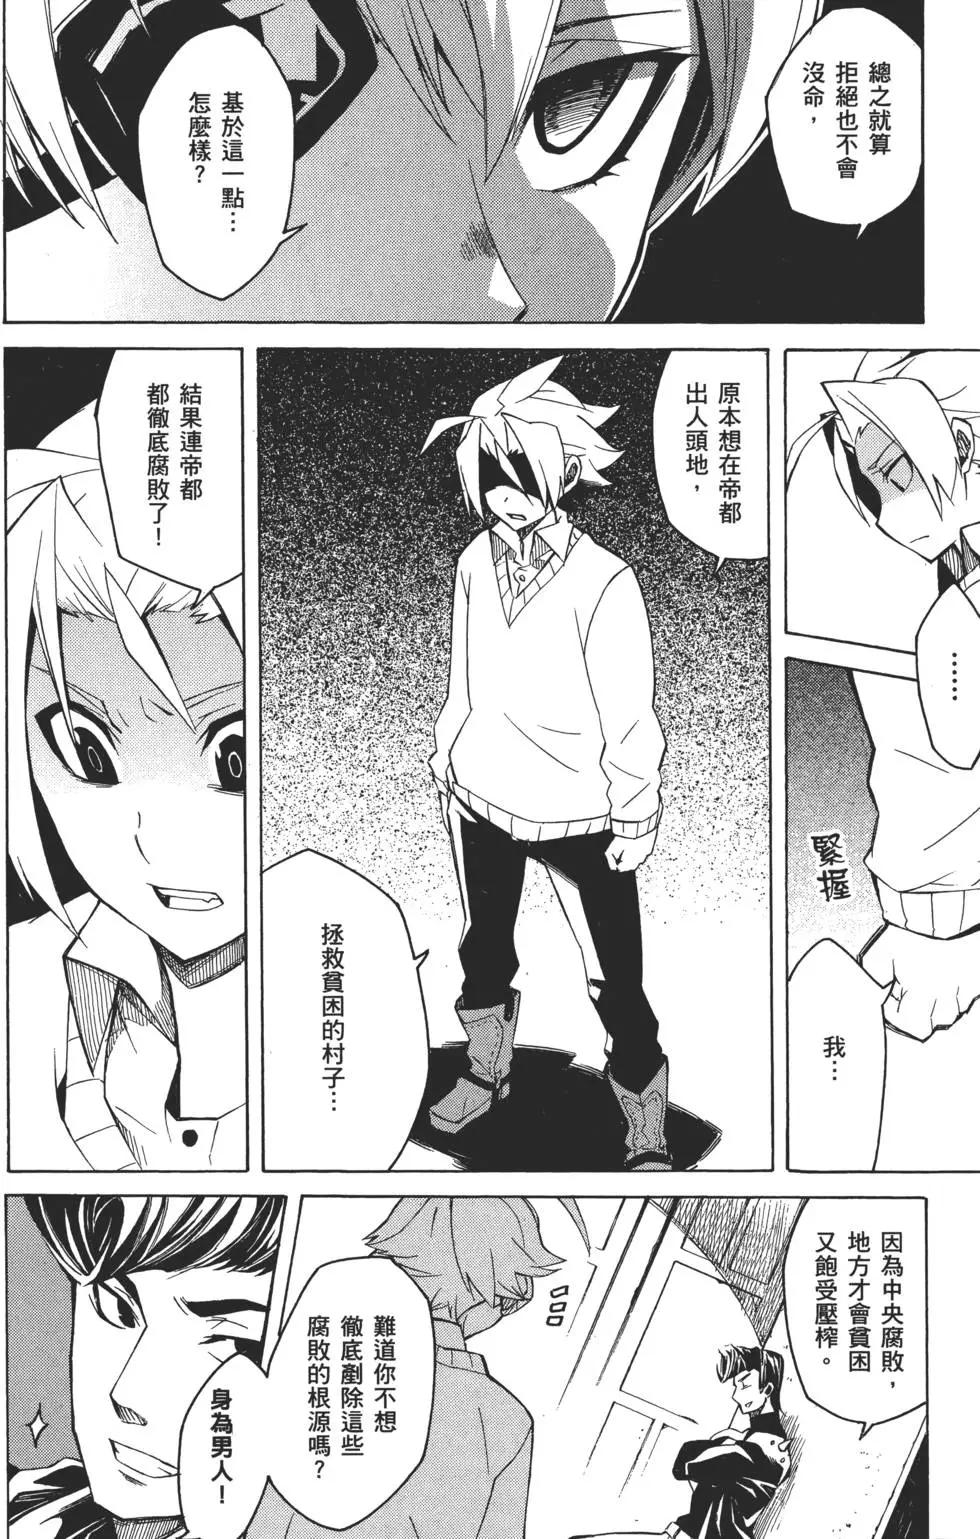 總之就算
拒絕也不會
沒命，
基於這一點…
怎麼樣？
……
緊握
我…
原本想在帝都
出人頭地，
拯救貧困的村子…
結果連帝都
都徹底腐敗了！
因為中央腐敗，
地方才會貧困
又飽受壓榨。
難道你不想
徹底剷除這些
腐敗的根源嗎？
身為男人！